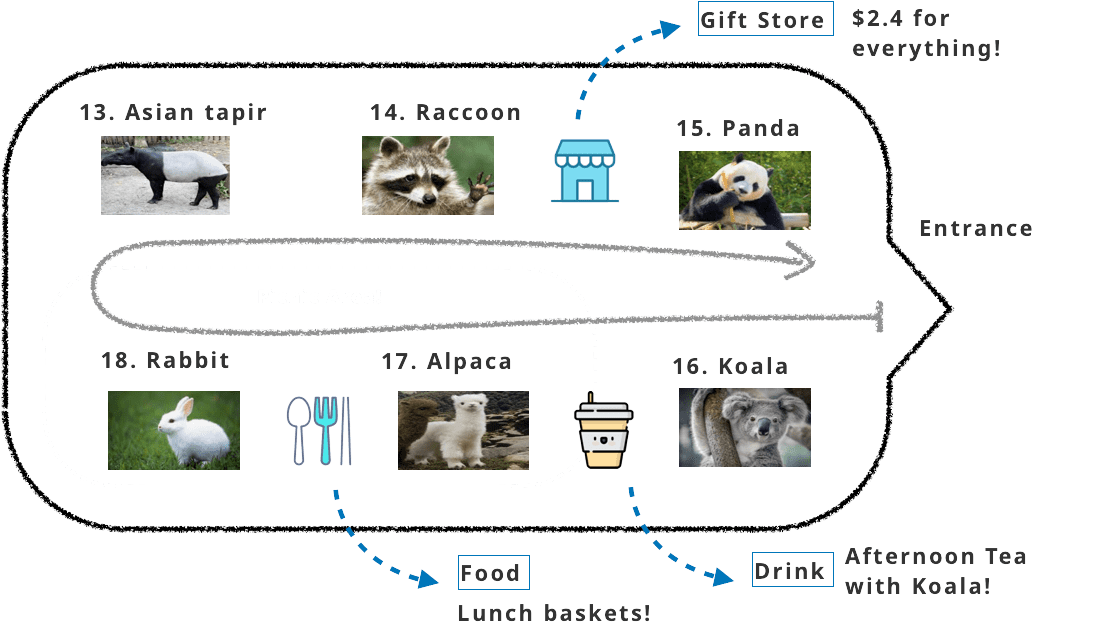 Gift Store
$2.4 for
everything!
13. Asian tapir
14. Raccoon
15. Panda
Entrance
18. Rabbit
17. Alpaca
16. Koala
Food
Lunch baskets!
Drink
Afternoon Tea
with Koala!